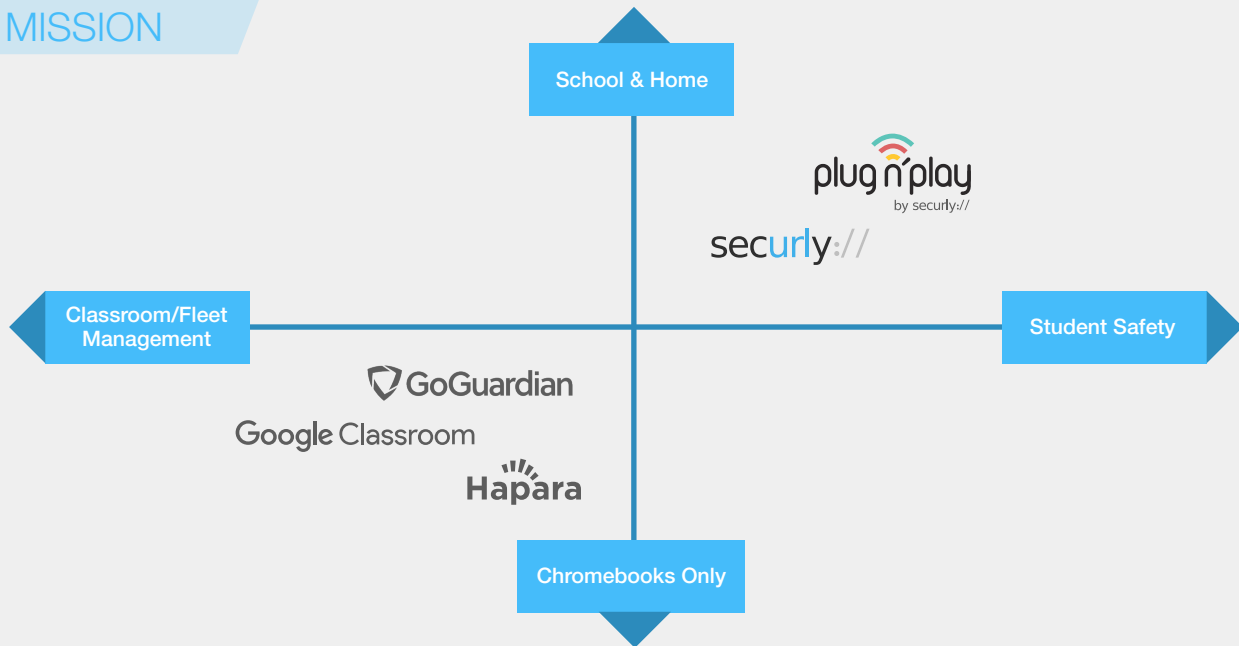 MISSION
School & Home
plug n'play
by securly://
securly://
Classroom/Fleet
Management
Student Safety
GoGuardian
Google Classroom
Hapara
Chromebooks Only